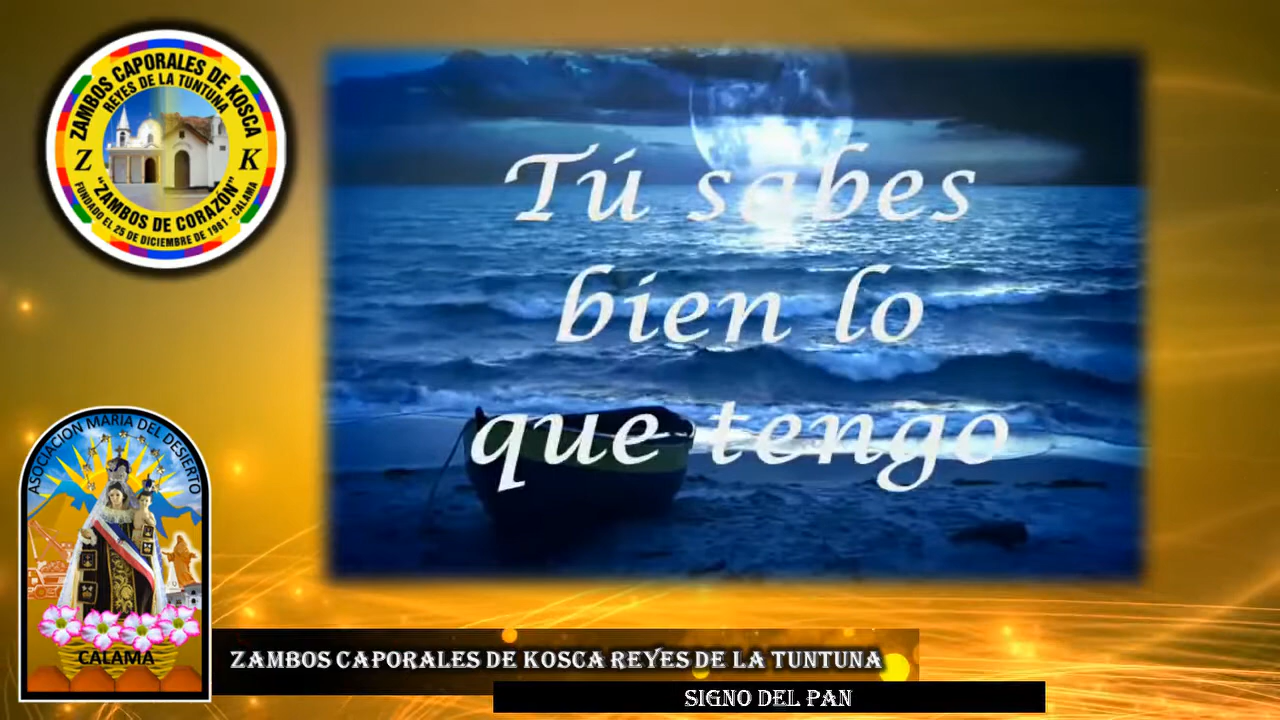 ZAMBOS CAPORALES DE KOSCA
REYES DE LA TUNTUNA
Z K
"ZAMBOS DE CORAZÓN"
FUNDADO EL 25 DE DICIEMBRE DE 1981 - CALAMA
Tú sabes
bien lo
que tengo
ASOCIACION MARIA DEL DESIERTO
CALAMA
ZAMBOS CAPORALES DE KOSCA REYES DE LA TUNTUNA
SIGNO DEL PAN